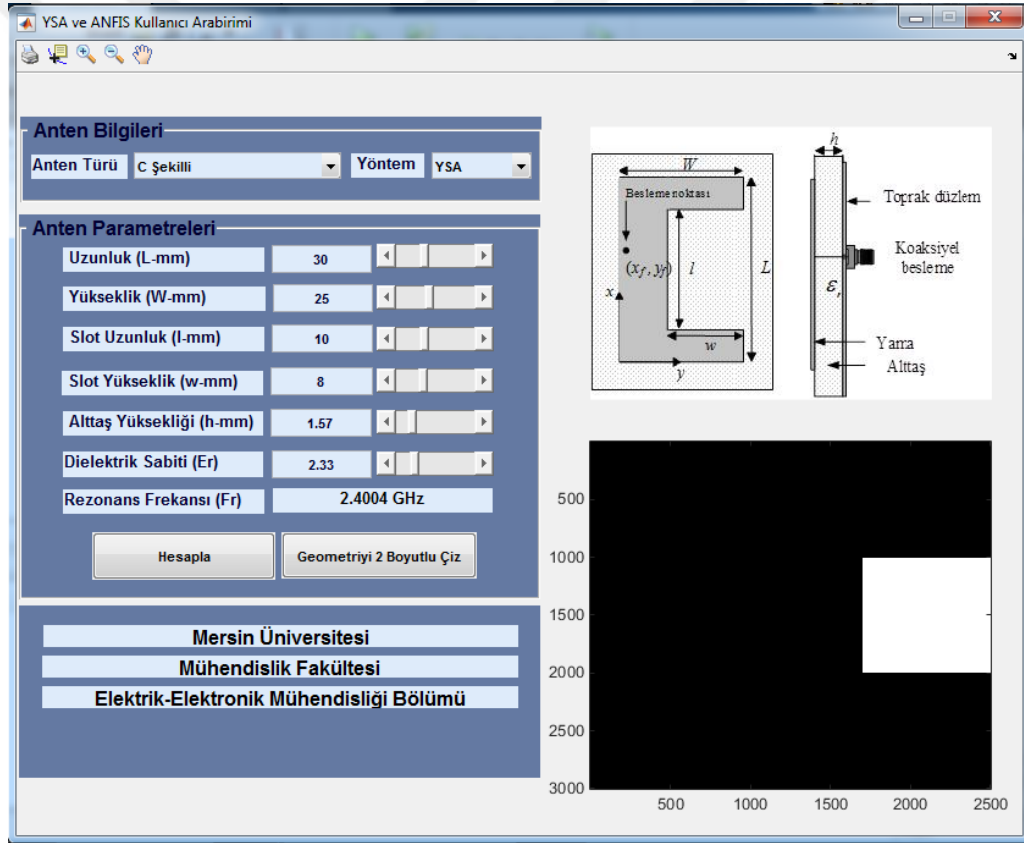 YSA ve ANFIS Kullanıcı Arabirimi
Anten Bilgileri
Anten Türü C Şekilli Yöntem YSA
Anten Parametreleri
Uzunluk (L-mm) 30
Yükseklik (W-mm) 25
Slot Uzunluk (l-mm) 10
Slot Yükseklik (w-mm) 8
Alttaş Yüksekliği (h-mm) 1.57
Dielektrik Sabiti (Er) 2.33
Rezonans Frekansı (Fr) 2.4004 GHz
Hesapla Geometriyi 2 Boyutlu Çiz
Mersin Üniversitesi
Mühendislik Fakültesi
Elektrik-Elektronik Mühendisliği Bölümü
h
W
Besleme noktası
Toprak düzlem
(xf, yf) l L
Koaksiyel
besleme
x
εr
w
Yama
y
Alttaş
500
1000
1500
2000
2500
3000
500 1000 1500 2000 2500